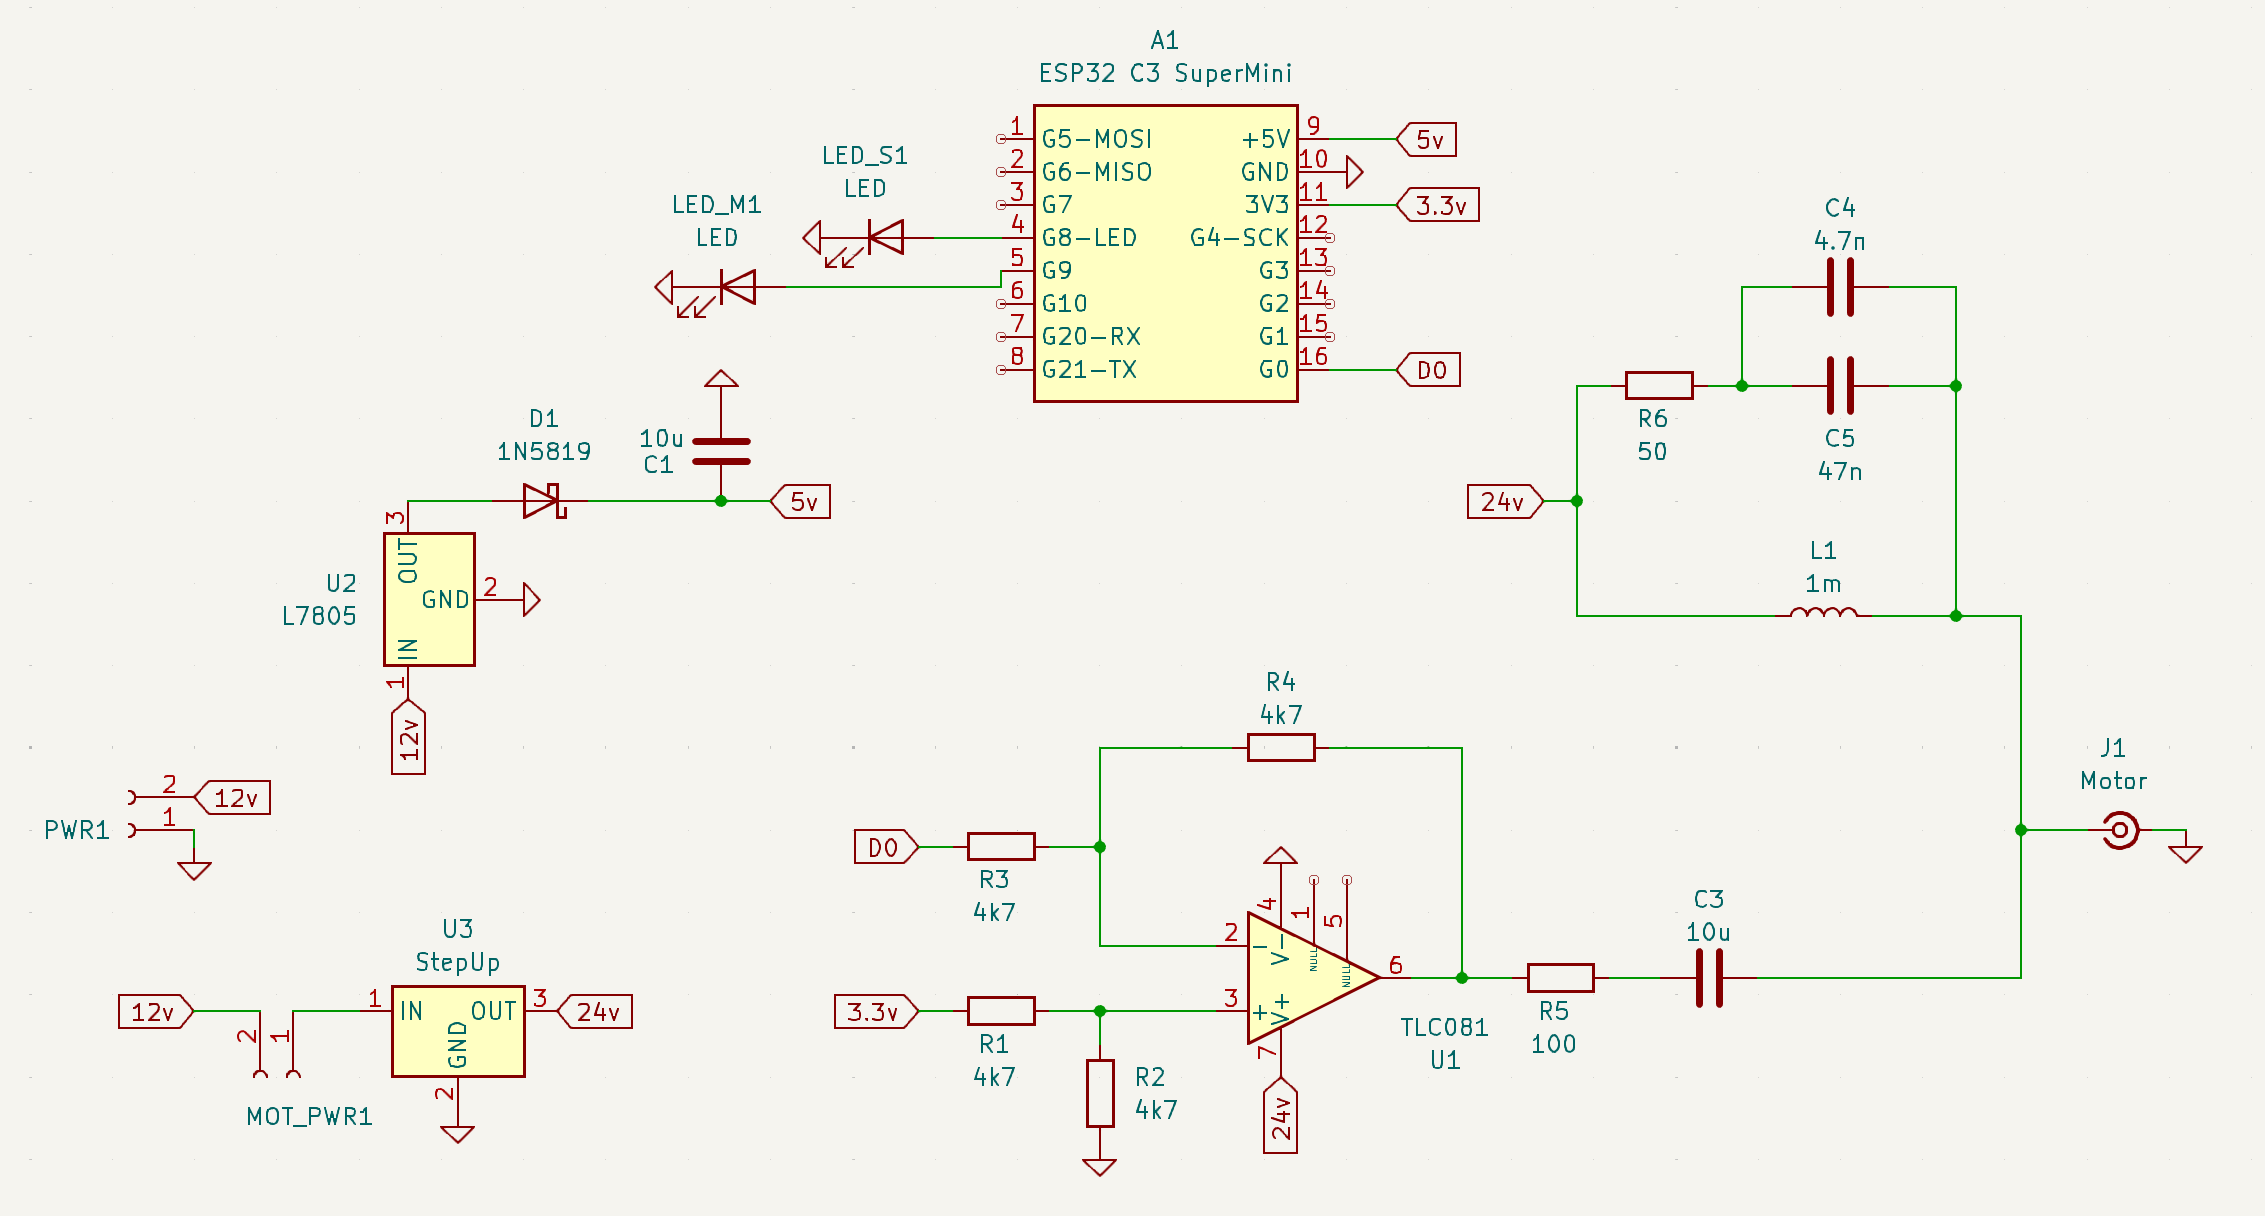 A1
ESP32 C3 SuperMini
1 G5-MOSI
2 G6-MISO
3 G7
4 G8-LED
5 G9
6 G10
7 G20-RX
8 G21-TX
+5V 9 5v
GND 10
3V3 11 3.3v
G4-SCK 12
G3 13
G2 14
G1 15
G0 16 D0
LED_S1
LED
LED_M1
LED
C4
4.7n
R6
50
C5
47n
24v
L1
1m
D1
1N5819
10u
C1
5v
3
OUT
GND 2
IN
1
U2
L7805
12v
PWR1
2 12v
1
U3
StepUp
12v
2
1
MOT_PWR1
1 IN
OUT 3 24v
GND
2
R4
4k7
D0
R3
4k7
3.3v
R1
4k7
R2
4k7
2 −
3 +
4 V−
1 NULL
5 NULL
6
V+
7
24v
TLC081
U1
R5
100
C3
10u
J1
Motor